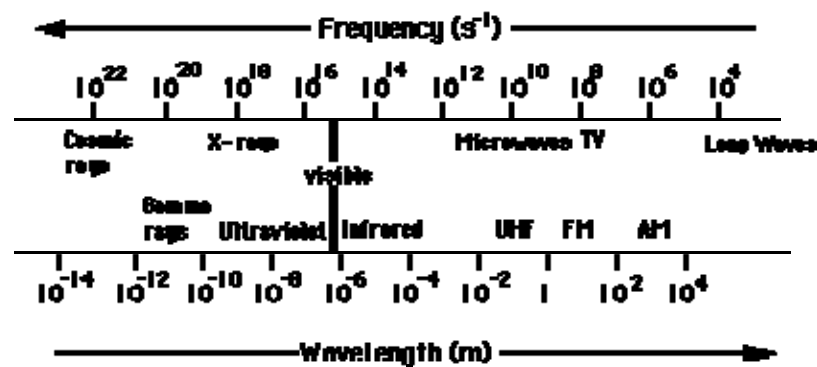 Frequency (s⁻¹)
10²² 10²⁰ 10¹⁸ 10¹⁶ 10¹⁴ 10¹² 10¹⁰ 10⁸ 10⁶ 10⁴
Cosmic rays X-rays Microwaves TV Long Waves
visible
Gamma rays Ultraviolet Infrared UHF FM AM
10⁻¹⁴ 10⁻¹² 10⁻¹⁰ 10⁻⁸ 10⁻⁶ 10⁻⁴ 10⁻² 1 10² 10⁴
Wavelength (m)